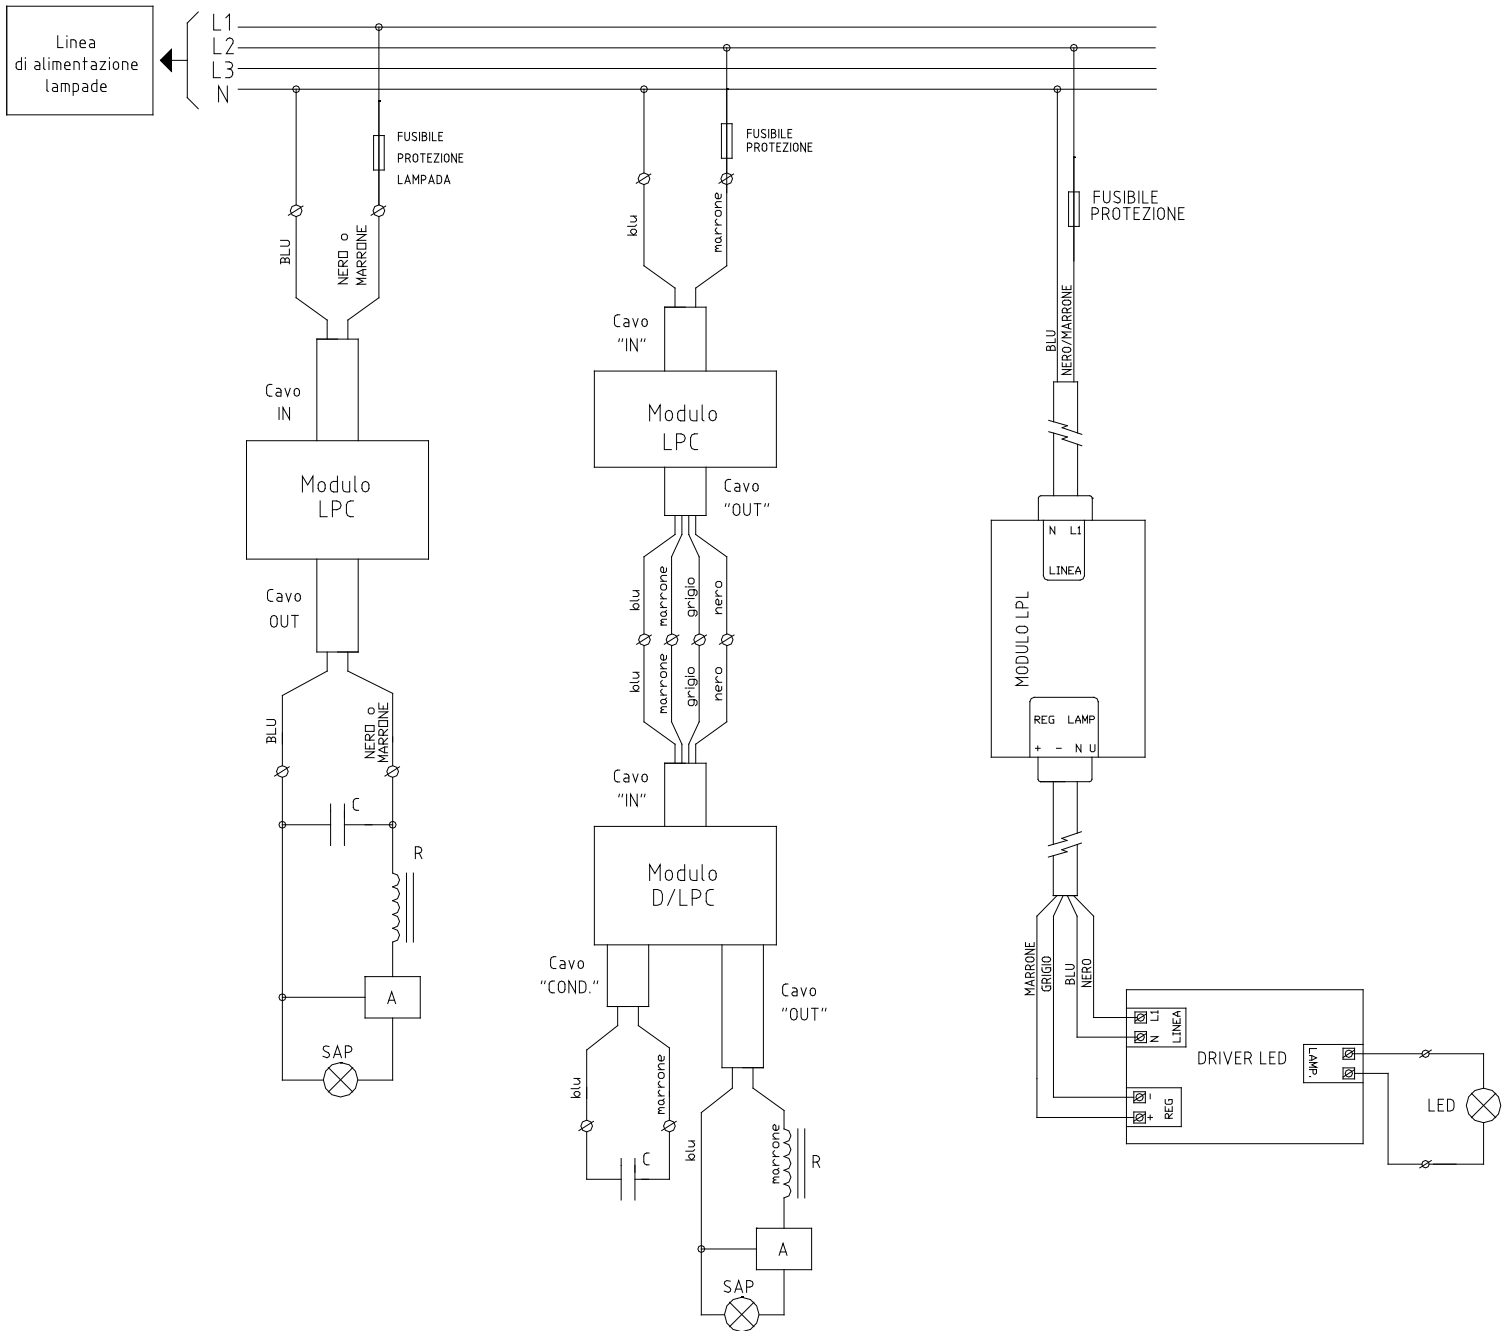 Linea
di alimentazione
lampade
L1
L2
L3
N
FUSIBILE
PROTEZIONE
LAMPADA
BLU
NERO o
MARRONE
Cavo
IN
Modulo
LPC
Cavo
OUT
BLU
NERO o
MARRONE
C
R
A
SAP
FUSIBILE
PROTEZIONE
blu
marrone
Cavo
"IN"
Modulo
LPC
Cavo
"OUT"
blu
marrone
grigio
nero
blu
marrone
grigio
nero
Cavo
"IN"
Modulo
D/LPC
Cavo
"COND."
Cavo
"OUT"
blu
marrone
C
blu
marrone
R
A
SAP
FUSIBILE
PROTEZIONE
BLU
NERO/MARRONE
N L1
LINEA
MODULO LPL
REG LAMP
+ - N U
MARRONE
GRIGIO
BLU
NERO
L1
N
LINEA
DRIVER LED
LAMP.
-
+
REG
LED